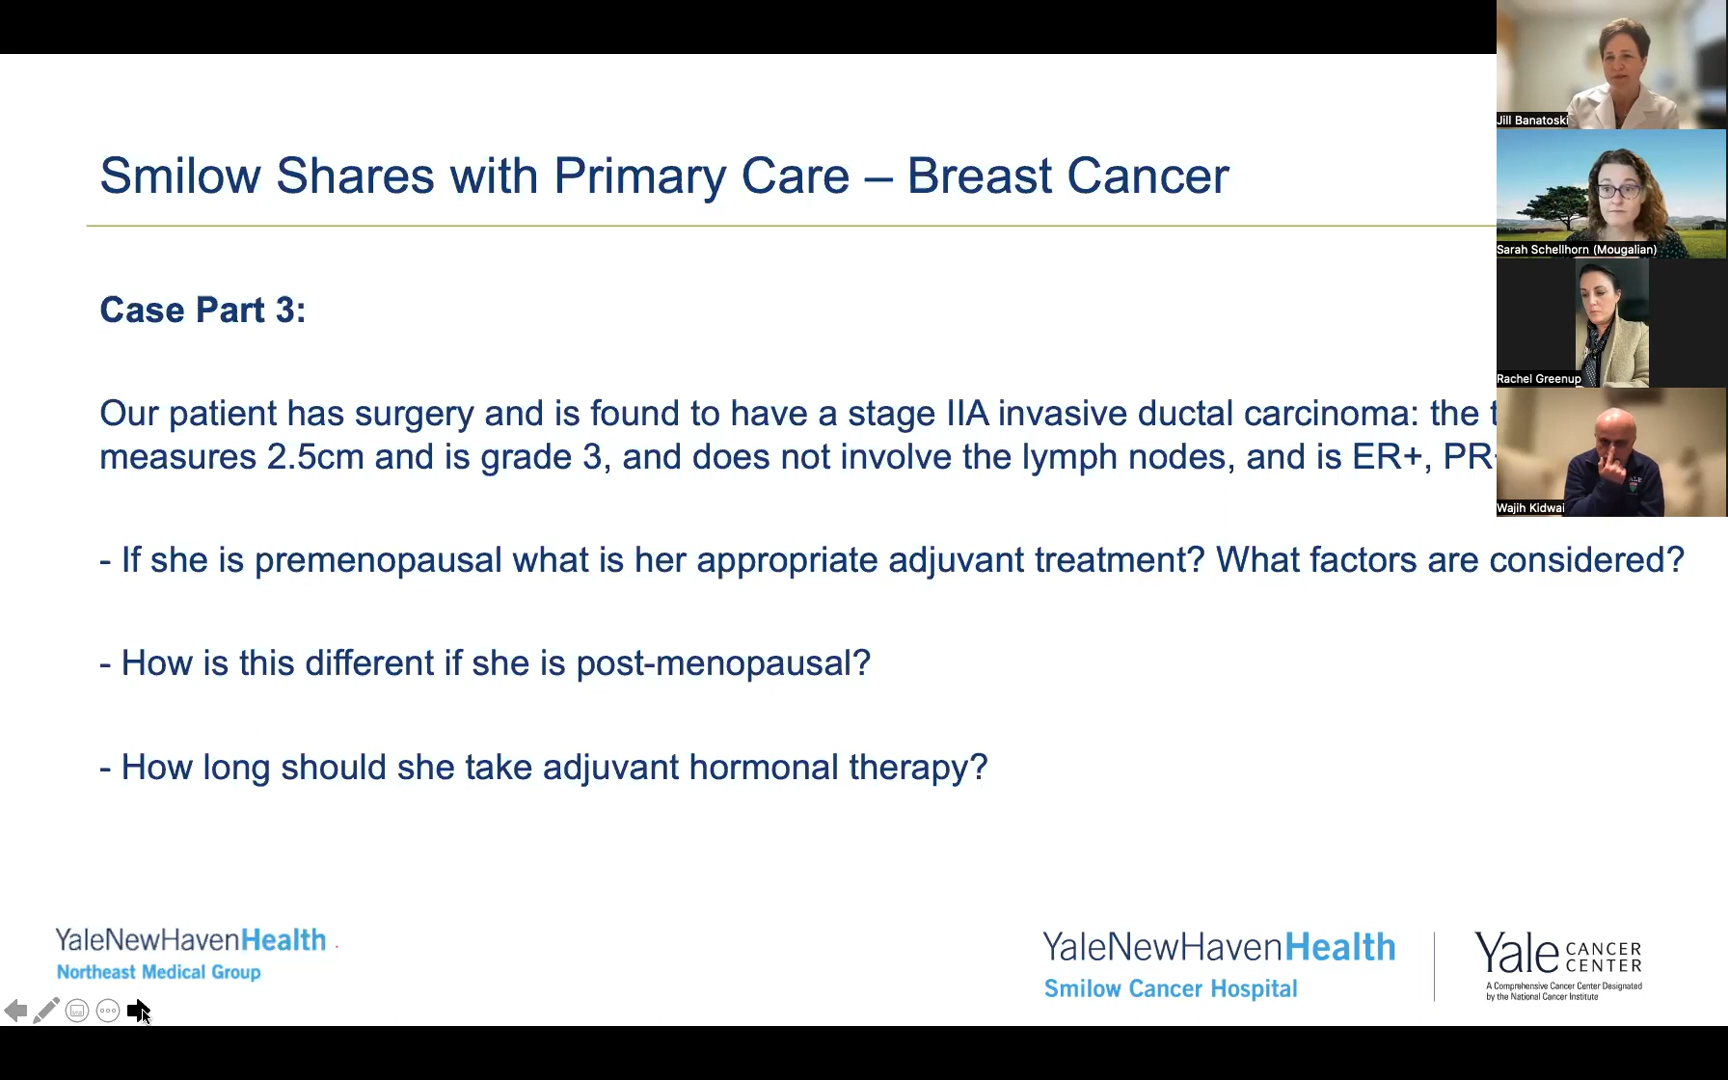 Smilow Shares with Primary Care – Breast Cancer
Case Part 3:
Our patient has surgery and is found to have a stage IIA invasive ductal carcinoma: the
measures 2.5cm and is grade 3, and does not involve the lymph nodes, and is ER+, PR
- If she is premenopausal what is her appropriate adjuvant treatment? What factors are considered?
- How is this different if she is post-menopausal?
- How long should she take adjuvant hormonal therapy?
Jill Banatoski
Sarah Schellhorn (Mougalian)
Rachel Greenup
Wajih Kidwai
YaleNewHavenHealth
Northeast Medical Group
YaleNewHavenHealth
Smilow Cancer Hospital
Yale CANCER CENTER
A Comprehensive Cancer Center Designated
by the National Cancer Institute